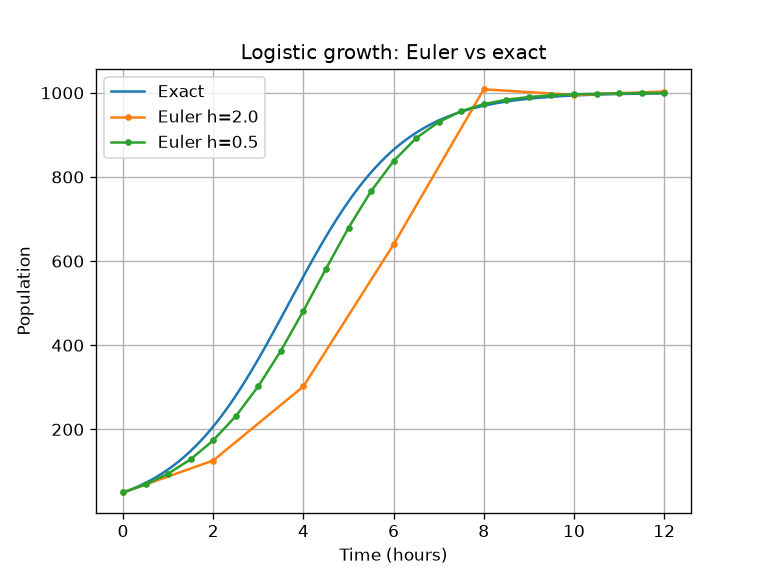 Logistic growth: Euler vs exact
Exact
Euler h=2.0
Euler h=0.5
1000
800
600
400
200
Population
0 2 4 6 8 10 12
Time (hours)